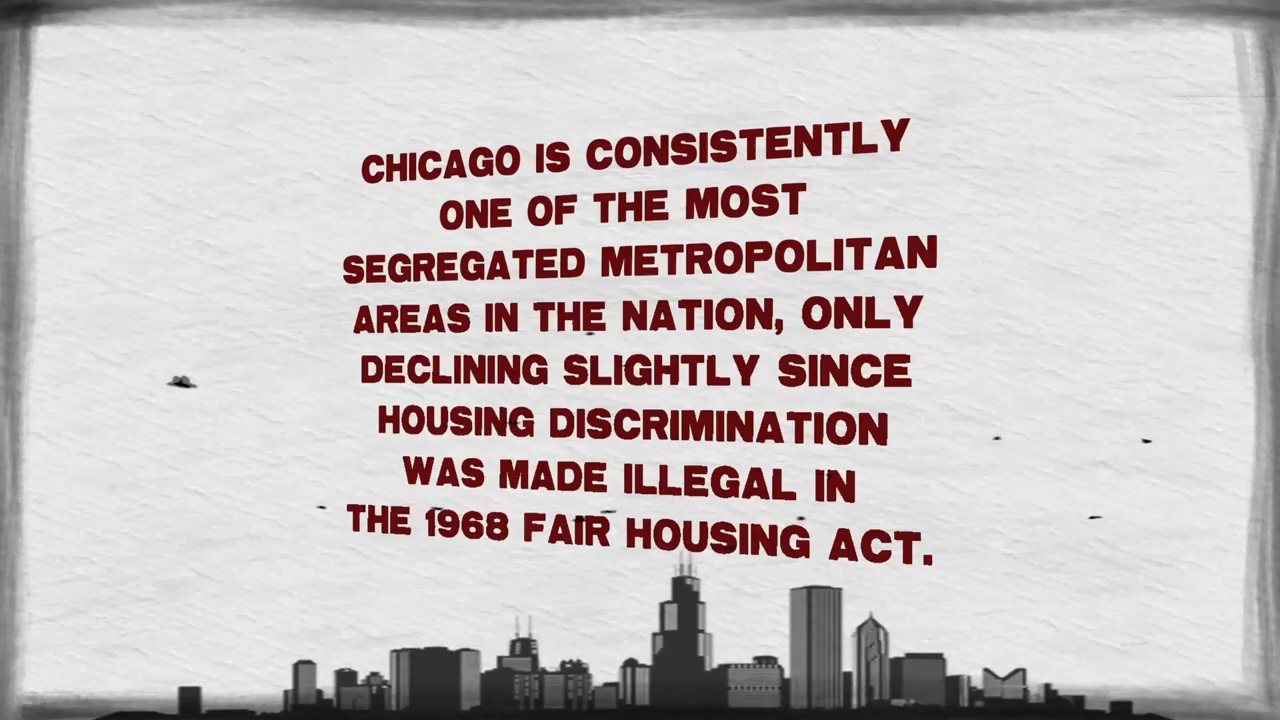 CHICAGO IS CONSISTENTLY
ONE OF THE MOST
SEGREGATED METROPOLITAN
AREAS IN THE NATION, ONLY
DECLINING SLIGHTLY SINCE
HOUSING DISCRIMINATION
WAS MADE ILLEGAL IN
THE 1968 FAIR HOUSING ACT.